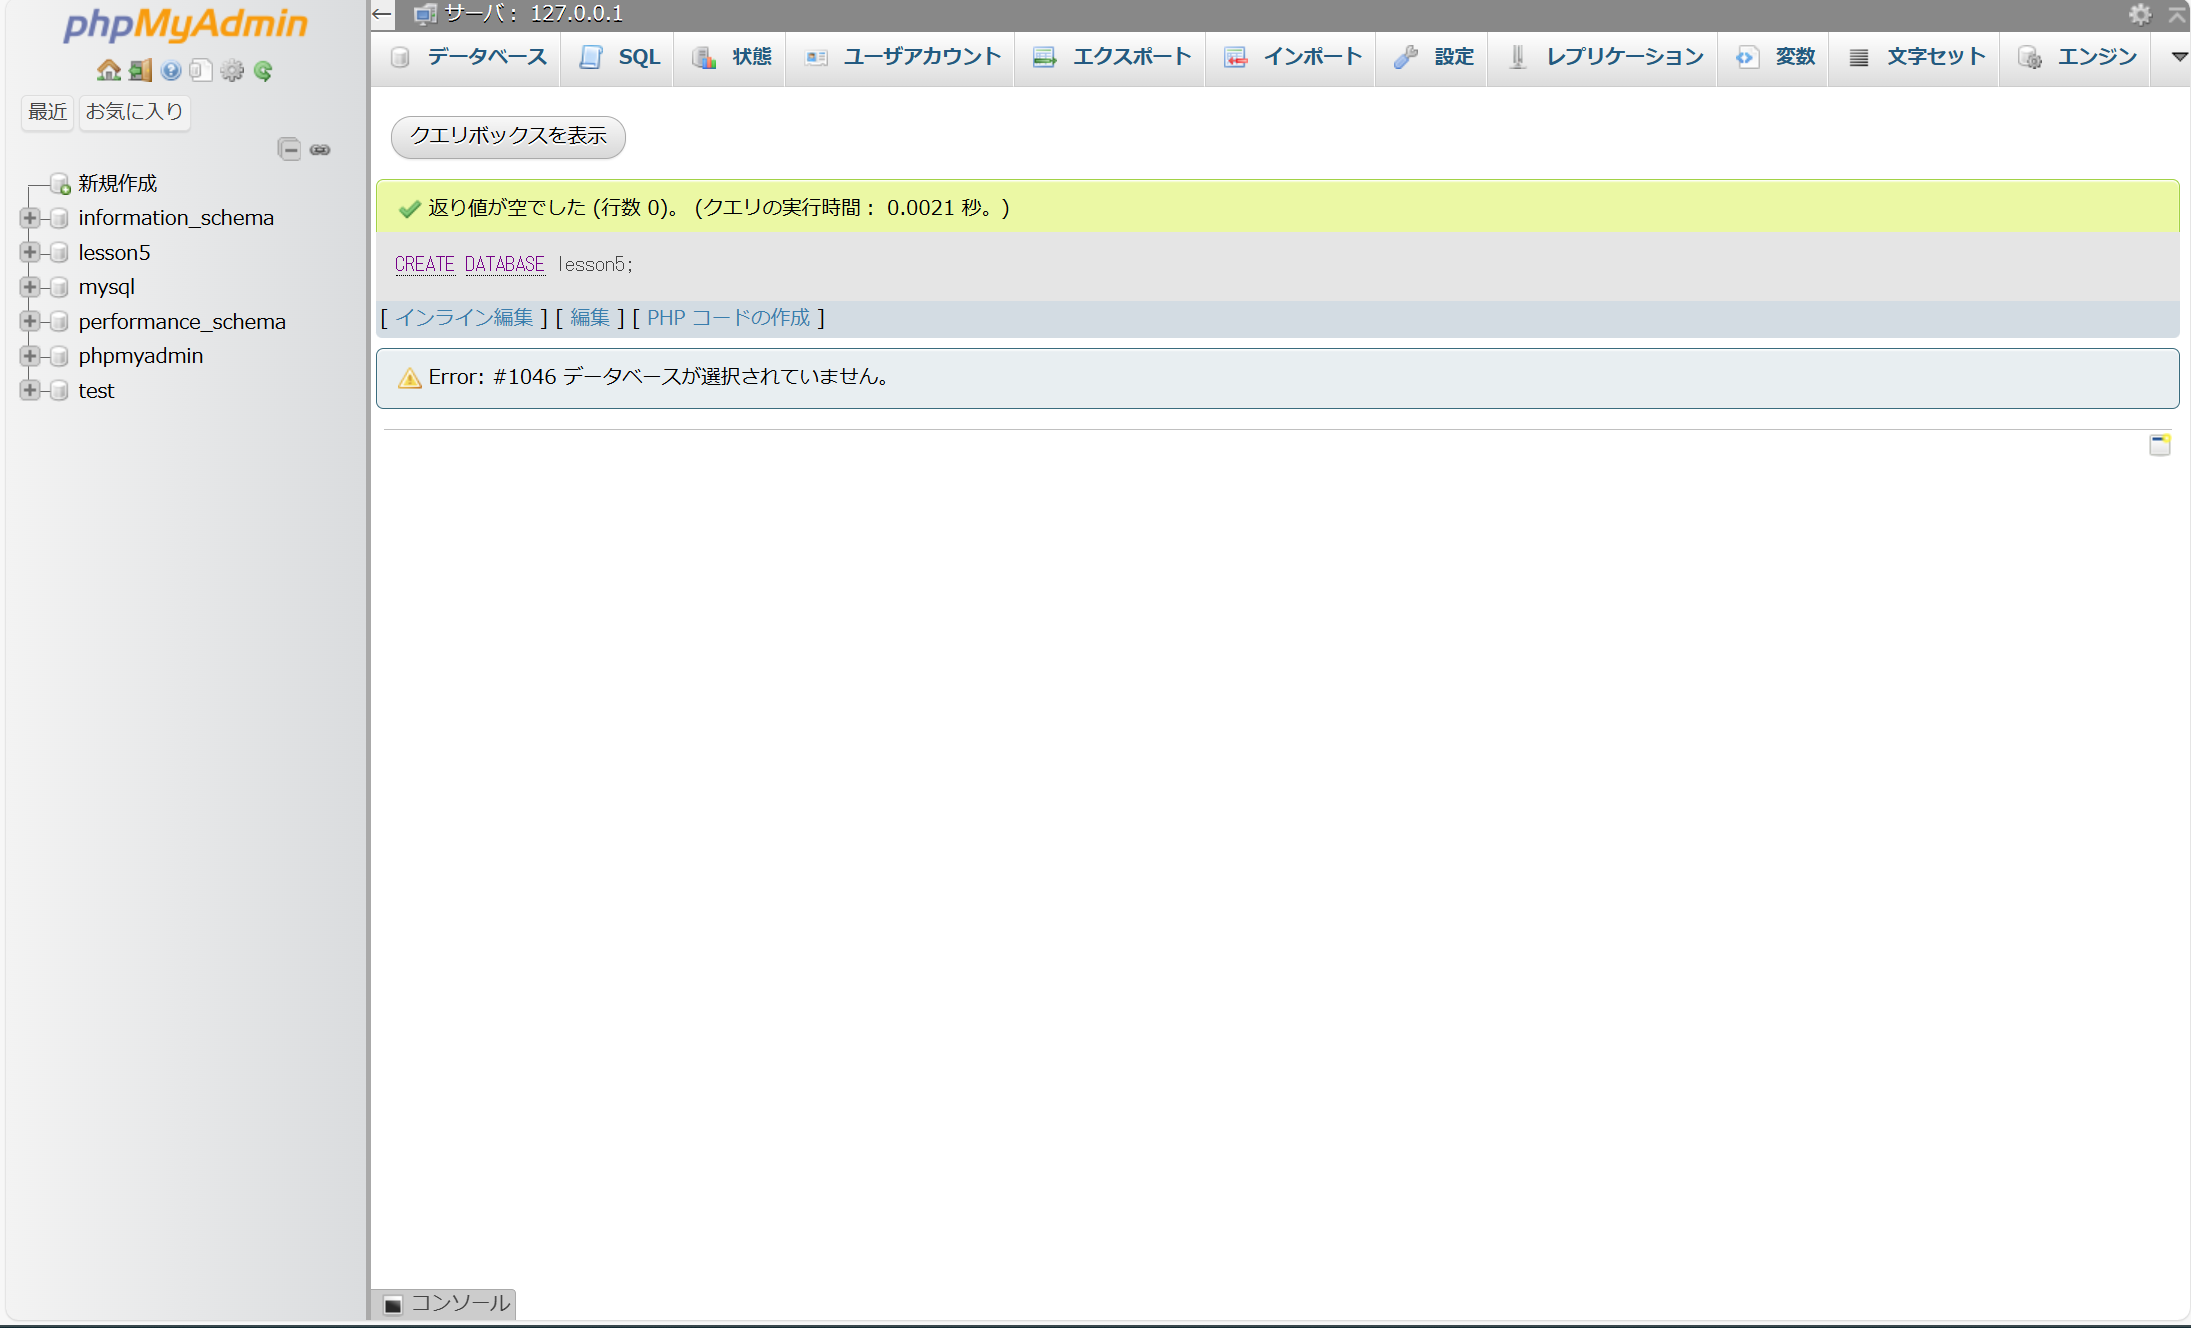 phpMyAdmin
最近 お気に入り
新規作成
information_schema
lesson5
mysql
performance_schema
phpmyadmin
test
サーバ： 127.0.0.1
データベース SQL 状態 ユーザアカウント エクスポート インポート 設定 レプリケーション 変数 文字セット エンジン
クエリボックスを表示
返り値が空でした (行数 0)。 (クエリの実行時間： 0.0021 秒。)
CREATE DATABASE lesson5;
[ インライン編集 ] [ 編集 ] [ PHP コードの作成 ]
Error: #1046 データベースが選択されていません。
コンソール